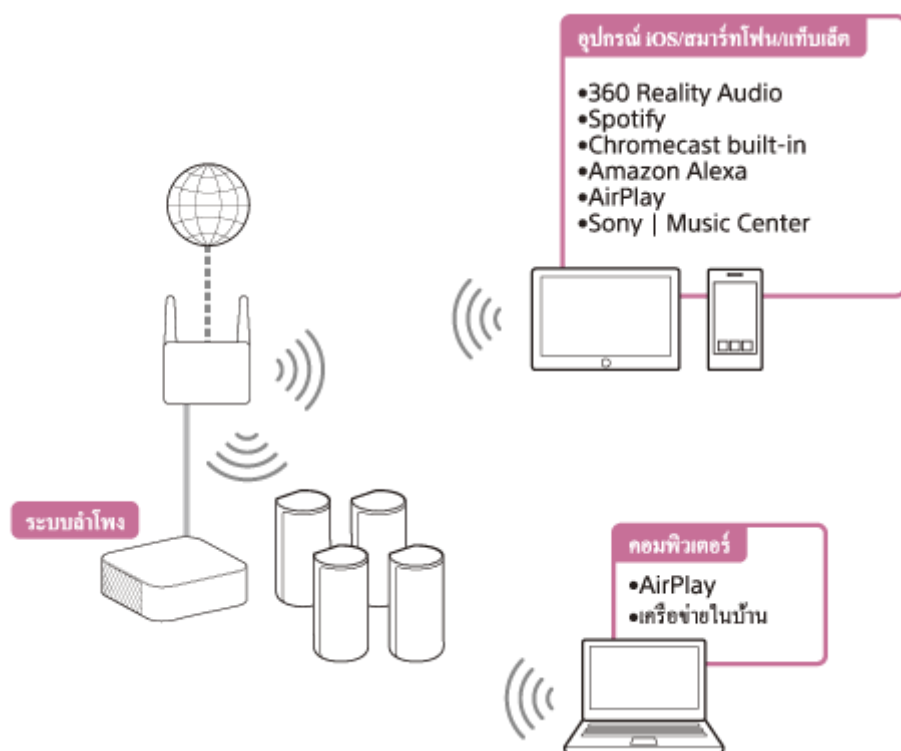 อุปกรณ์ iOS/สมาร์ทโฟน/แท็บเล็ต
•360 Reality Audio
•Spotify
•Chromecast built-in
•Amazon Alexa
•AirPlay
•Sony | Music Center
ระบบลำโพง
คอมพิวเตอร์
•AirPlay
•เครือข่ายในบ้าน